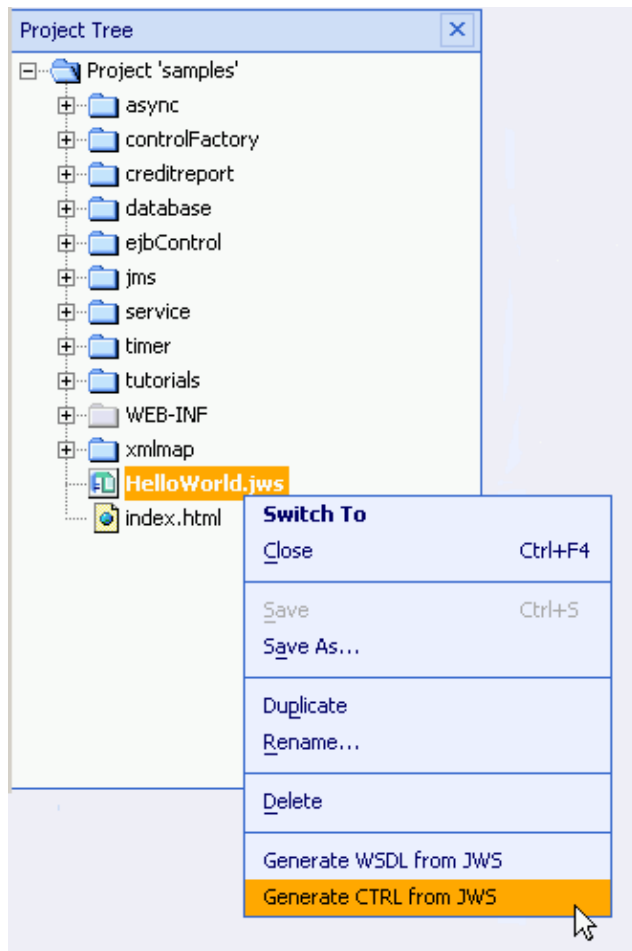 Project Tree
Project 'samples'
async
controlFactory
creditreport
database
ejbControl
jms
service
timer
tutorials
WEB-INF
xmlmap
HelloWorld.jws
index.html
Switch To
Close Ctrl+F4
Save Ctrl+S
Save As...
Duplicate
Rename...
Delete
Generate WSDL from JWS
Generate CTRL from JWS